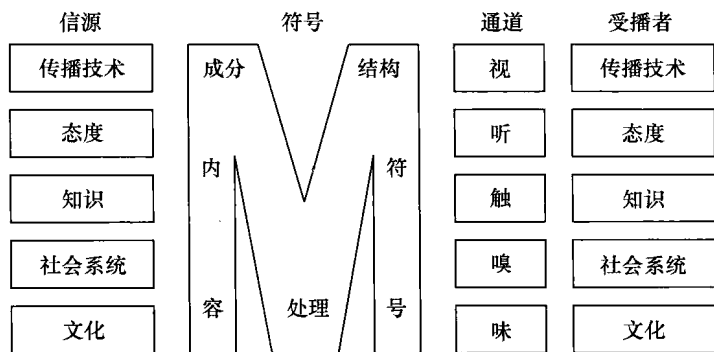 信源 符号 通道 受播者
传播技术 成分 结构 视 传播技术
态度 听 态度
知识 内 符 触 知识
社会系统 嗅 社会系统
文化 容 处理 号 味 文化